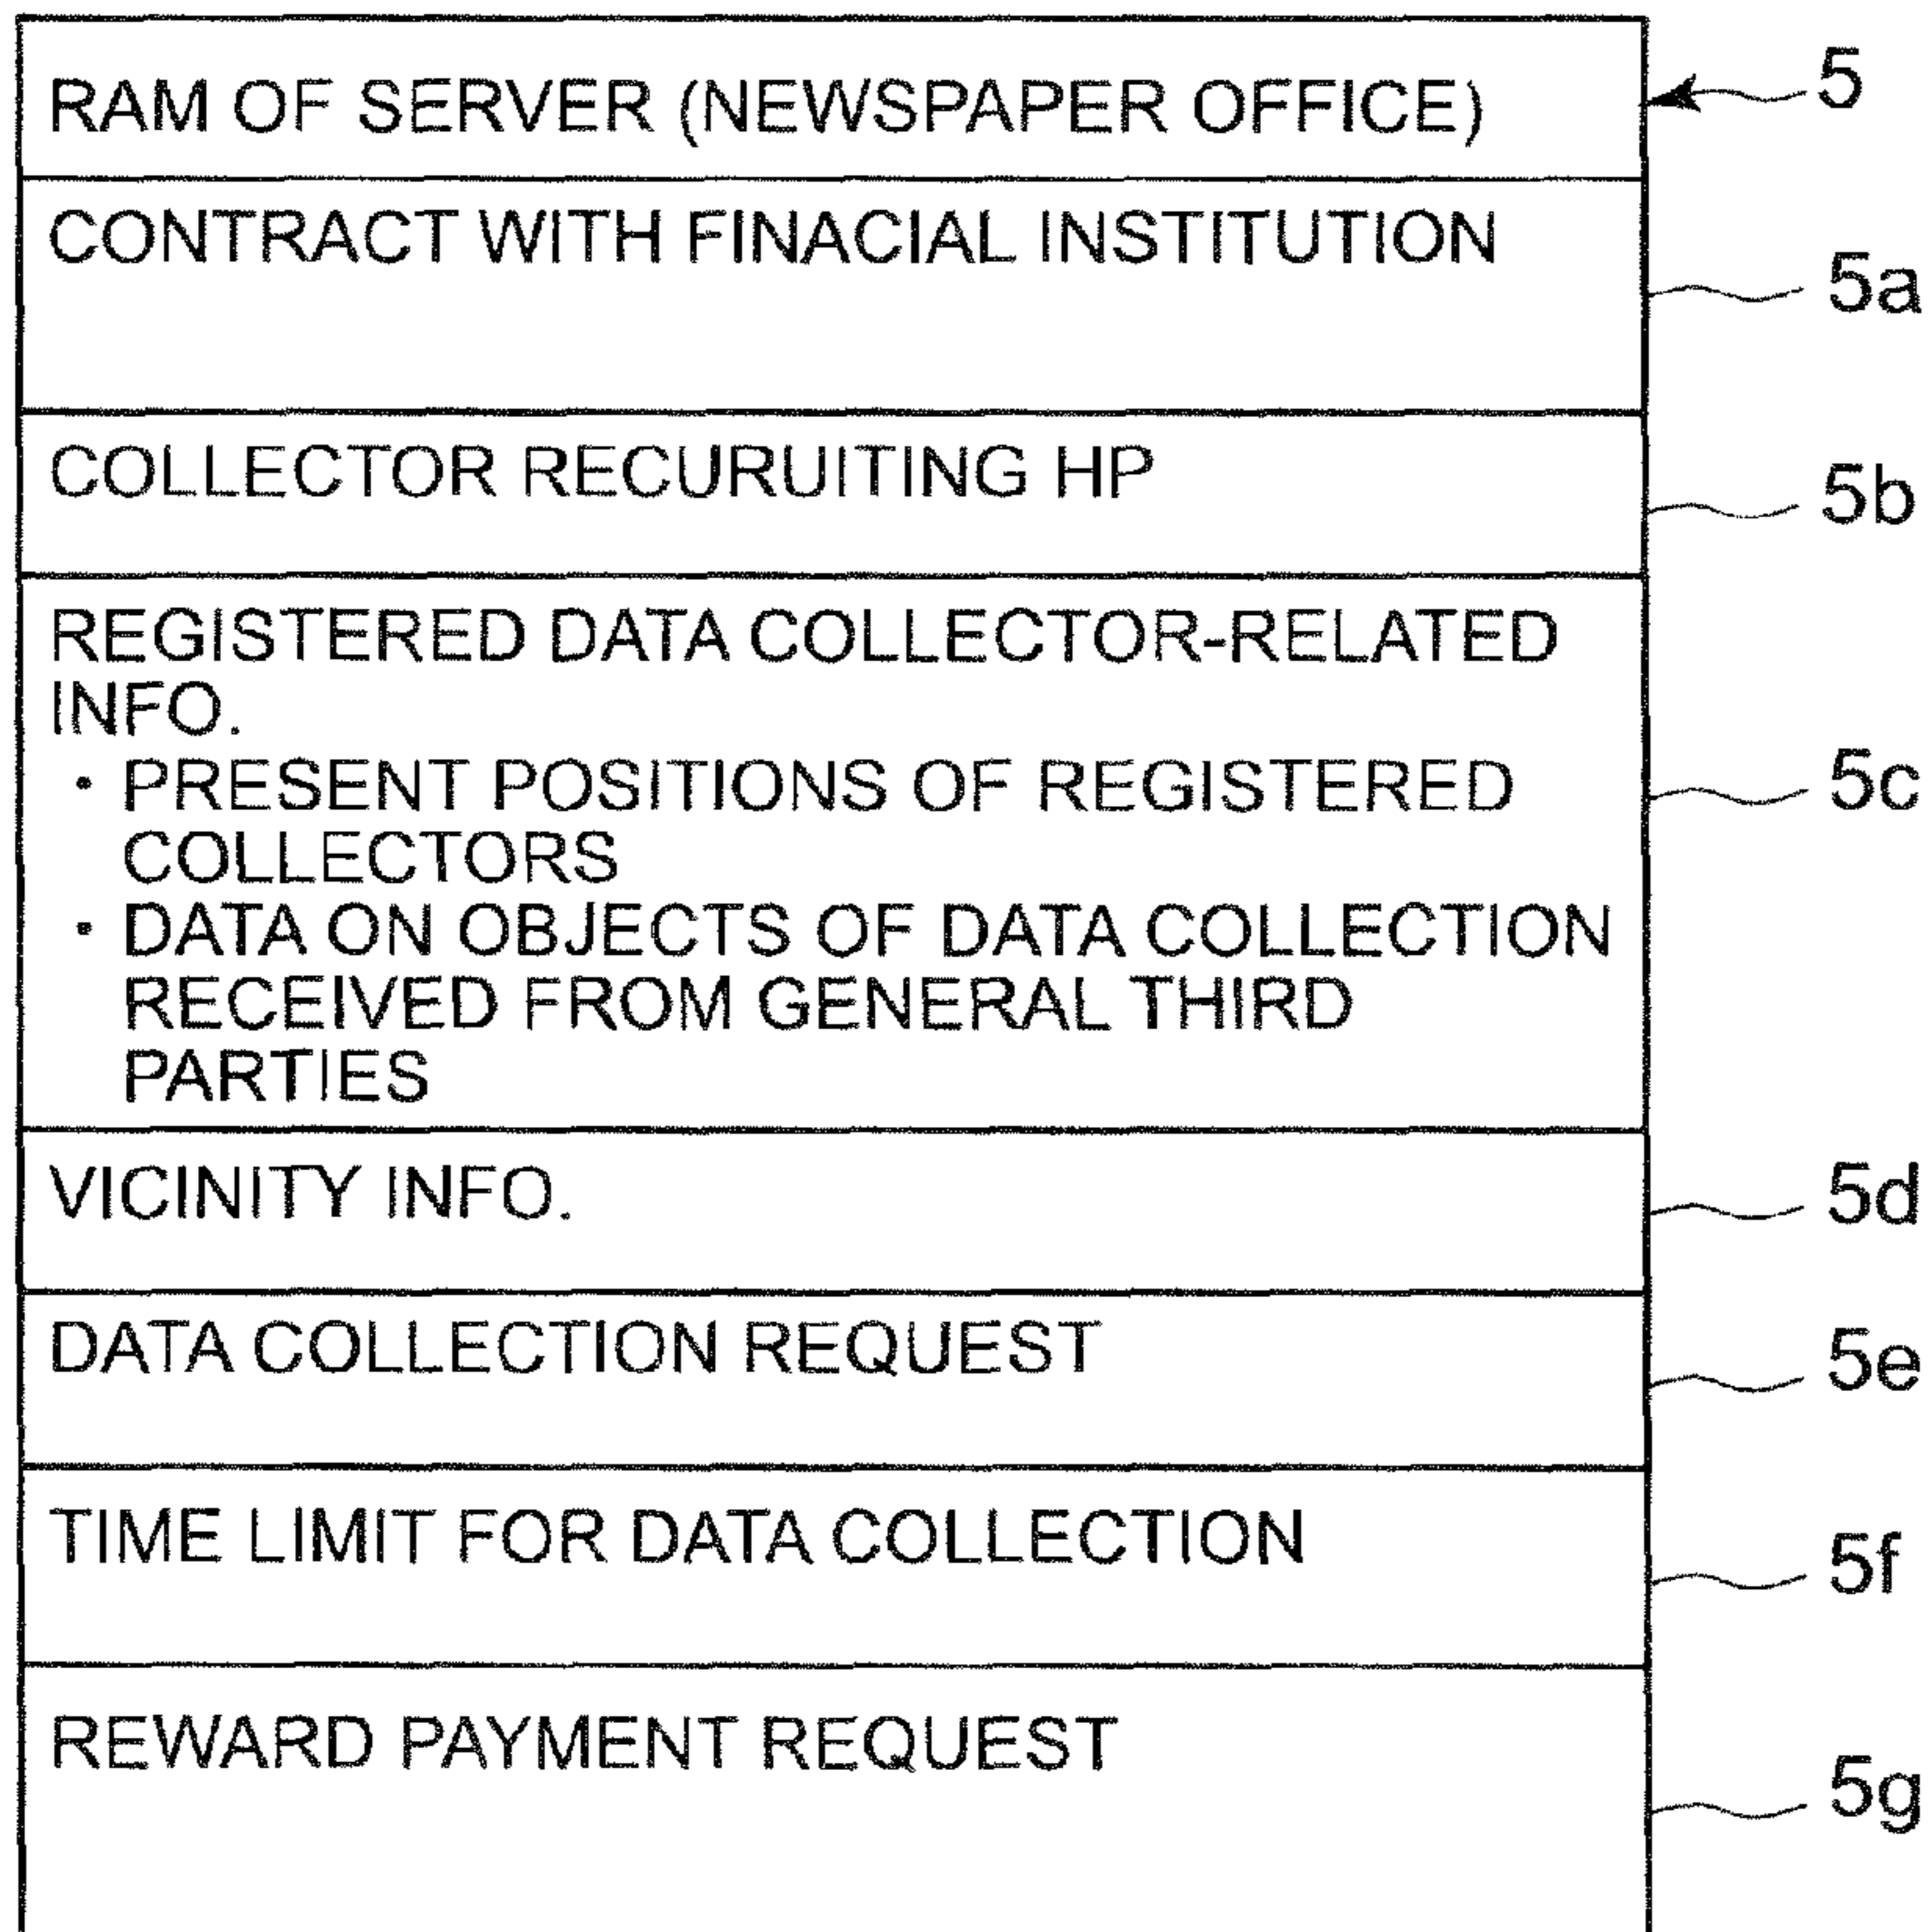 RAM OF SERVER (NEWSPAPER OFFICE)
5
CONTRACT WITH FINACIAL INSTITUTION
5a
COLLECTOR RECURUITING HP
5b
REGISTERED DATA COLLECTOR-RELATED
INFO.
・ PRESENT POSITIONS OF REGISTERED
COLLECTORS
・ DATA ON OBJECTS OF DATA COLLECTION
RECEIVED FROM GENERAL THIRD
PARTIES
5c
VICINITY INFO.
5d
DATA COLLECTION REQUEST
5e
TIME LIMIT FOR DATA COLLECTION
5f
REWARD PAYMENT REQUEST
5g